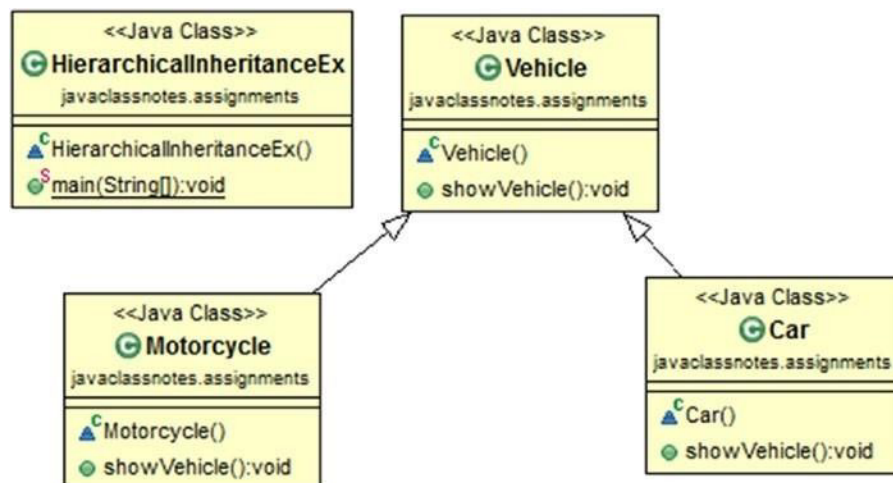 <<Java Class>>
HierarchicalInheritanceEx
javaclassnotes.assignments
HierarchicalInheritanceEx()
main(String[]):void
<<Java Class>>
Vehicle
javaclassnotes.assignments
Vehicle()
showVehicle():void
<<Java Class>>
Motorcycle
javaclassnotes.assignments
Motorcycle()
showVehicle():void
<<Java Class>>
Car
javaclassnotes.assignments
Car()
showVehicle():void